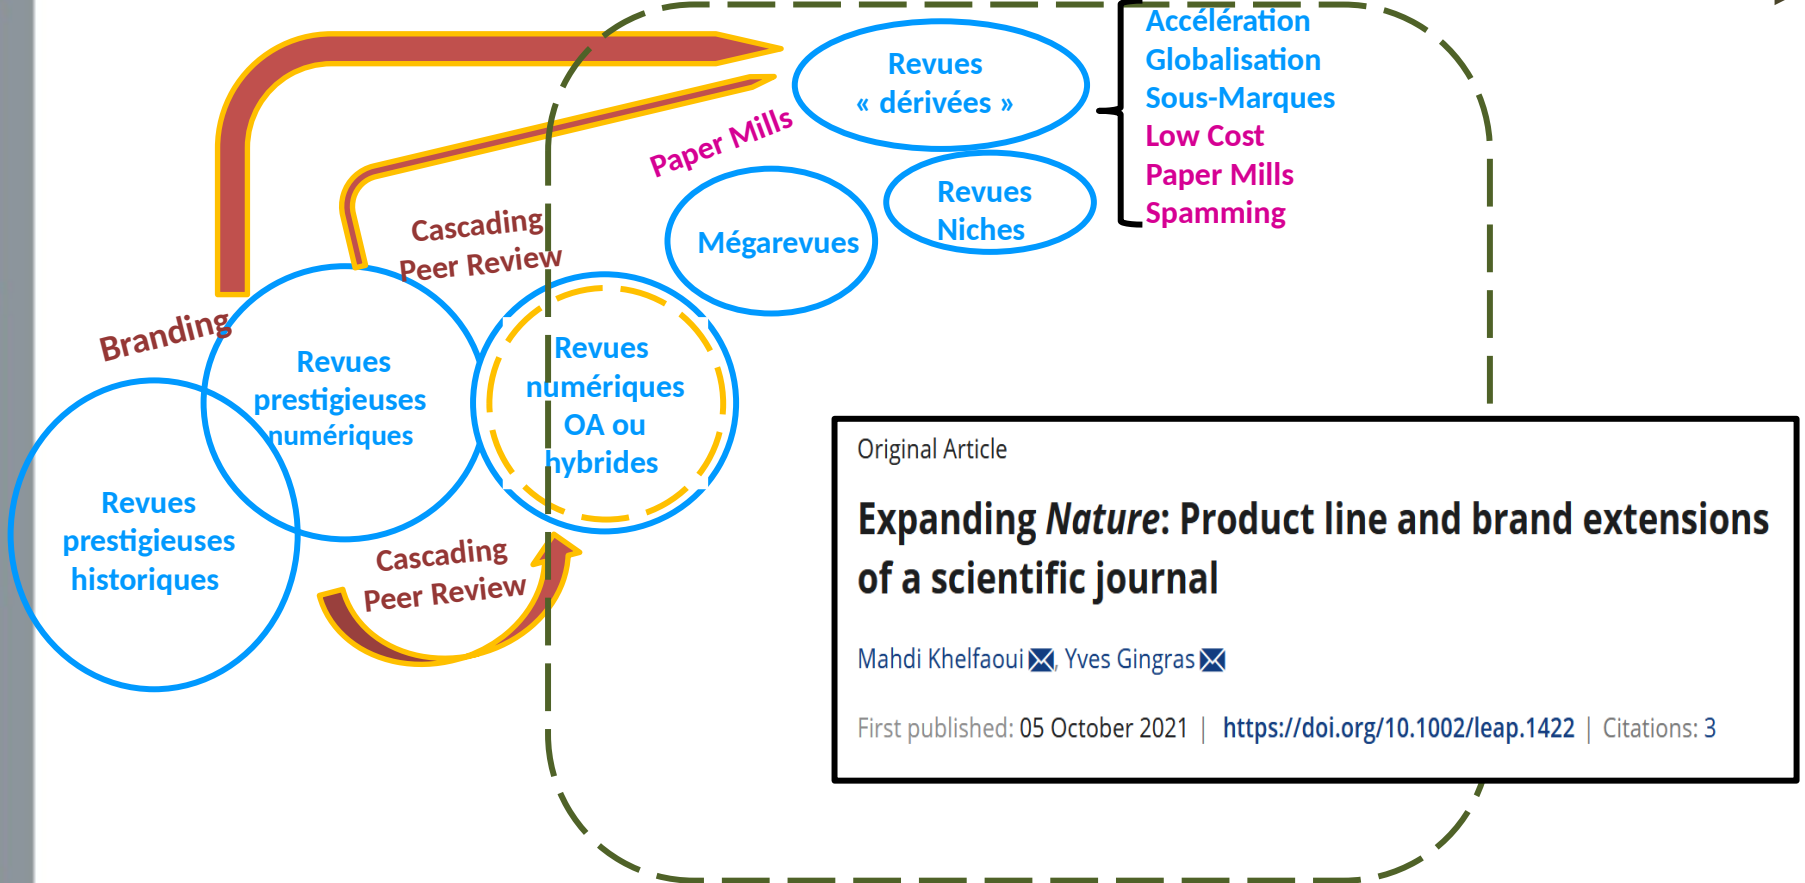 Accélération
Globalisation
Sous-Marques
Low Cost
Paper Mills
Spamming
Revues
« dérivées »
Paper Mills
Revues
Niches
Mégarevues
Cascading
Peer Review
Branding
Revues
prestigieuses
numériques
Revues
numériques
OA ou
hybrides
Revues
prestigieuses
historiques
Cascading
Peer Review
Original Article
Expanding Nature: Product line and brand extensions
of a scientific journal
Mahdi Khelfaoui, Yves Gingras
First published: 05 October 2021 | https://doi.org/10.1002/leap.1422 | Citations: 3